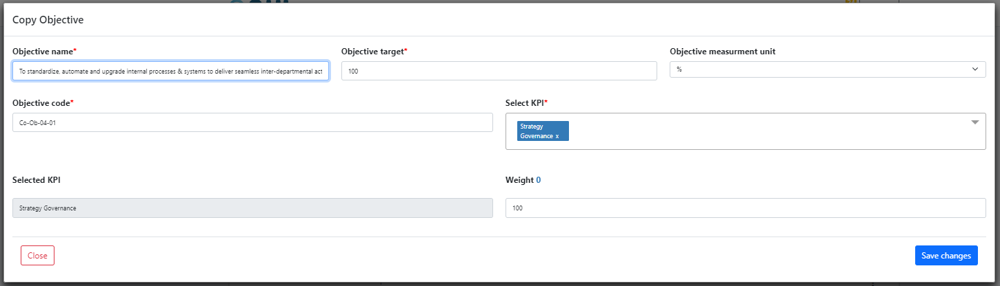 Copy Objective
Objective name*
Objective target*
Objective measurment unit
To standardize, automate and upgrade internal processes & systems to deliver seamless inter-departmental act
100
%
Objective code*
Select KPI*
Co-Ob-04-01
Strategy
Governance x
Selected KPI
Weight 0
Strategy Governance
100
Close
Save changes